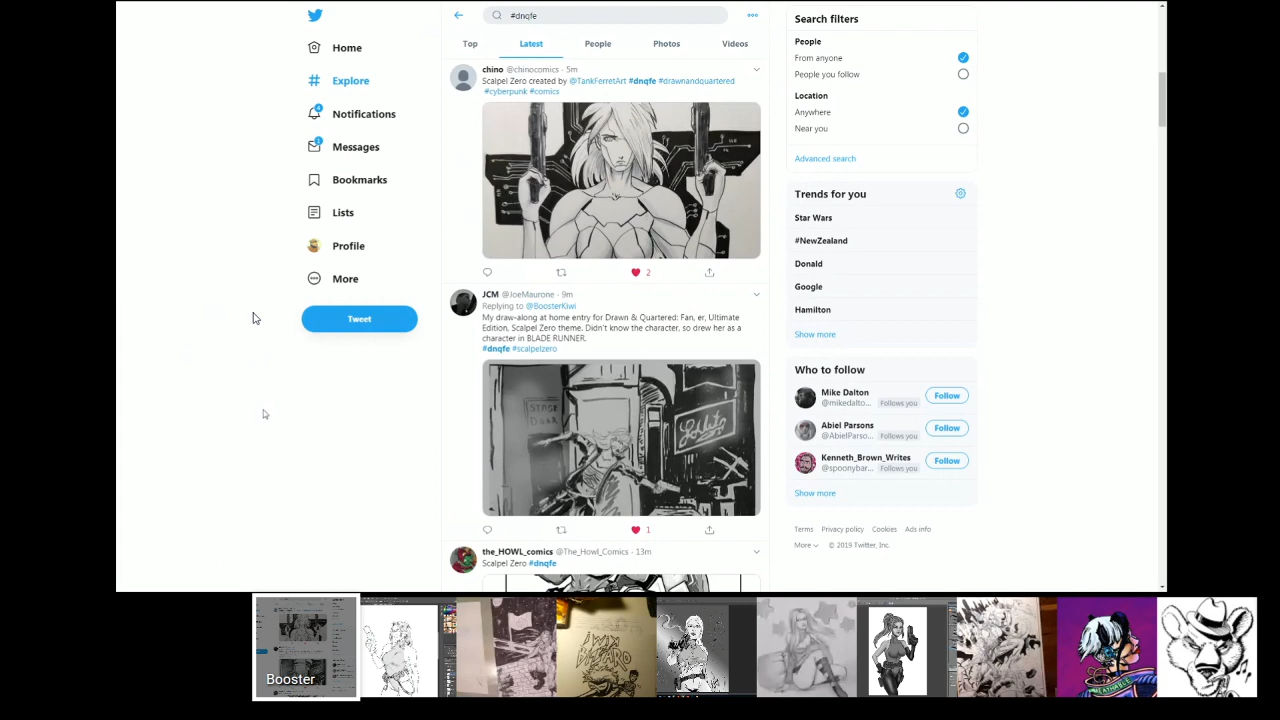 #dnqfe
Home
Explore
Notifications
Messages
Bookmarks
Lists
Profile
More
Tweet
Top Latest People Photos Videos
chino @chinocomics · 5m
Scalpel Zero created by @TankFerretArt #dnqfe #drawnandquartered
#cyberpunk #comics
2
JCM @JoeMaurone · 9m
Replying to @BoosterKiwi
My draw-along at home entry for Drawn & Quartered: Fan, er, Ultimate
Edition, Scalpel Zero theme. Didn't know the character, so drew her as a
character in BLADE RUNNER.
#dnqfe #scalpelzero
STAGE
DOOR
1
the_HOWL_comics @The_Howl_Comics · 13m
Scalpel Zero #dnqfe
Search filters
People
From anyone
People you follow
Location
Anywhere
Near you
Advanced search
Trends for you
Star Wars
#NewZealand
Donald
Google
Hamilton
Show more
Who to follow
Mike Dalton
@mikedalto... Follows you
Follow
Abiel Parsons
@AbielParso... Follows you
Follow
Kenneth_Brown_Writes
@spoonybar... Follows you
Follow
Show more
Terms Privacy policy Cookies Ads info
More © 2019 Twitter, Inc.
Booster